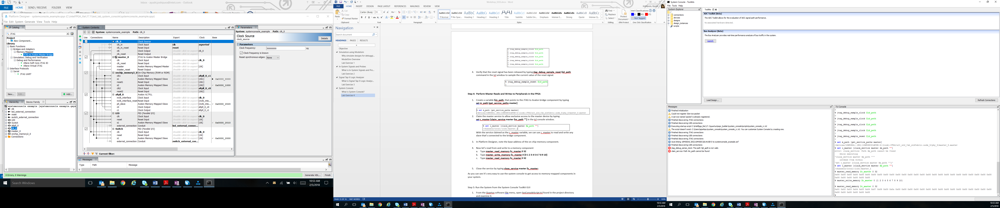 Inbox - ayushi.joshipura@intel.com - Outlook
FILE HOME SEND / RECEIVE FOLDER VIEW
Platform Designer - systemconsole_example.qsys (C:\intelFPGA_lite\17.1\test_lab_system_console\systemconsole_example.qsys)
File Edit System Generate View Tools Help
IP Catalog
JTAG
Project
New Component...
Library
Basic Functions
Bridges and Adaptors
Memory Mapped
JTAG to Avalon Master Bridge
Simulation; Debug and Verification
Debug and Performance
Altera Soft Core JTAG IO
Altera Virtual JTAG
Interface Protocols
Serial
JTAG UART
New... Edit... Add...
Hierarchy Device Family
systemconsole example [systemconsole example.qsys
clk
led_external_connection
reset
switch_external_connection
LED
Switch
altpll_0
clk_0
master_0
onchip_memory2_0
Connections
System Contents
System: systemconsole_example Path: clk_0
Use Connections Name Description Export Clock Base
clk_0 Clock Source
clk_in Clock Input clk exported
clk_in_reset Reset Input reset
clk Clock Output Double-click to export clk_0
clk_reset Reset Output Double-click to export
master_0 JTAG to Avalon Master Bridge
clk Clock Input Double-click to export clk_0
clk_reset Reset Input Double-click to export
master Avalon Memory Mapped Master Double-click to export [clk]
master_reset Reset Output Double-click to export
onchip_memory2_0 On-Chip Memory (RAM or ROM)
clk1 Clock Input Double-click to export altpll_0_c1
s1 Avalon Memory Mapped Slave Double-click to export [clk1] 0x0000_0000
reset1 Reset Input Double-click to export [clk1]
s2 Avalon Memory Mapped Slave Double-click to export [clk2] 0x0000_1000
clk2 Clock Input Double-click to export altpll_0_c0
reset2 Reset Input Double-click to export [clk2]
altpll_0 Avalon ALTPLL
inclk_interface Clock Input Double-click to export clk_0
inclk_interface_reset Reset Input Double-click to export [inclk_inte...
pll_slave Avalon Memory Mapped Slave Double-click to export [inclk_inte... 0x0000_2020
c0 Clock Output Double-click to export altpll_0_c0
c1 Clock Output Double-click to export altpll_0_c1
LED PIO (Parallel I/O)
clk Clock Input Double-click to export clk_0
reset Reset Input Double-click to export [clk]
s1 Avalon Memory Mapped Slave Double-click to export [clk] 0x0000_2010
external_connection Conduit led_external_connec...
Switch PIO (Parallel I/O)
clk Clock Input Double-click to export clk_0
reset Reset Input Double-click to export [clk]
s1 Avalon Memory Mapped Slave Double-click to export [clk] 0x0000_2000
external_connection Conduit switch_external_con...
Current filter:
Messages
Type Path Message
Parameters
System: systemconsole_example Path: clk_0
Clock Source
clock_source
Details
Parameters
Clock frequency: 50000000 Hz
Clock frequency is known
Reset synchronous edges: None
0 Errors, 0 Warnings
Generate HDL... Finish
Search Windows
10:53 AM
2/5/2018
Workshop_SSIS.docx - Word
FILE HOME INSERT DESIGN PAGE LAYOUT REFERENCES MAILINGS REVIEW VIEW
Joshipura, Ayushi
Cut
Copy
Format Painter
Paste
Clipboard
Calibri (Body) 11
Font
Paragraph
AaBbCcDd AaBbCcDd AaBbC AaBbCc AaBbCcD AaB AaBbCcD AaBbCcDd AaBbCcDd AaBbCcDd AaBbCcDd AaBbCcDd
1 Normal 1 No Spac... Heading 1 Heading 2 Heading 3 Title Subtitle Subtle Em... Emphasis Intense E... Strong Quote Intense Q...
Styles
Find
Replace
Select
Editing
Protect
Document
ERM Protect
Intel Classifications
IC IRS ITS
Not Tagged
One Click Classification
Navigation
Search document
HEADINGS PAGES RESULTS
Objective
Simulation using Modelsim
Why simulate designs for debuggi...
ModelSim Overview
Lab Exercise 1
In-System Signals and Probes
What is In-System Signals and Pro...
Lab Exercise 2
Signal Tap II Logic Analyzer
What is Signal Tap II Logic Analyz...
Lab Exercise 3
System Console
What is System Console?
Lab Exercise 4
% jtag_debug_sample_clock $jd_path
% jtag_debug_sample_clock $jd_path
% jtag_debug_sample_clock $jd_path
% jtag_debug_sample_clock $jd_path
% jtag_debug_sample_clock $jd_path
4. Verify that the reset signal has been released by typing jtag_debug_sample_reset $jd_path
command in the tcl window to sample the current value of the reset signal.
% jtag_debug_sample_reset $jd_path
1
Step 4: Perform Master Reads and Writes to Peripherals in the FPGA
1. Create a variable $m_path, that points to the JTAG to Avalon bridge component by typing
set m_path [get_service_paths master]
% set m_path [get_service_paths master]
/devices/10M50DA(.|ES)|10M50DC@1#USB-0/(link)/JTAG/alt_sld_fab_sldfabric.node_0/phy_0/master_0.master
2. Claim the master service to allow exclusive access to the master device by typing
set c_master [claim_service master $m_path ""] in the tcl console window.
% set c_master [claim_service master $m_path ""]
/channels/local/(lib)/master_1
With the service claimed as the c_master variable, we can use c_master to read and write any
slave that's connected to the bridge component.
3. In Platform Designer, note the base address of the on chip-memory component.
4. Now let's read from and write to a memory component
a. Type master_read_memory $c_master 0 32
b. Type master_write_memory $c_master 0 {0 1 2 3 4 5 6 7 8 9 10}
c. Type master_read_memory $c_master 0 32
5. Close the service by typing close_service master $c_master;
As you can see it's very easy to use the system console to get access to memory-mapped components in
your system.
Step 5: Run the System from the System Console Toolkit GUI
1. From the Quartus software File menu, open SysConsoleScript.tcl found in the project directory
and examine it.
PAGE 15 OF 16 1887 WORDS
100%
10:53 AM
2/5/2018
System Console - Toolkits
File Tools Help
System Explorer
/
connections
devices
designs
design_instances
scripts
Toolkits
ADC Toolkit (Beta)
The ADC Toolkit allows for the evaluation of ADC signal path performance.
No associated hardware detected.
Bus Analyzer (Beta)
The Bus Analyzer provides real-time performance analysis of bus traffic in the system.
Launch
Load Design... Refresh Connections
Messages
Finished initialization
Could not register IService packet
A service named 'packet' is already registered.
Finished discovering JTAG connections
Finished discovering USB connections
Executing startup script C:\intelfpga_lite\17.1\quartus\sopc_builder\system_console\scripts\system_console_rc.tcl
The script doesn't exist: C:\Users\ajoshipu\system_console\system_console_rc.tcl. You can customize System Console by creating one.
Finished discovering JTAG connections
Finished discovering USB connections
Finished discovering JTAG connections
Auto linking 10M50DA(.|ES)|10M50DC@1#USB-0 to systemconsole_example.sof
Finished discovering USB connections
jtag_debug_sense_clock: The path 4jd_apth is not valid.
claim_service: Path 4m_path cannot be found
Tcl Console
0
% jtag_debug_sample_clock $jd_path
0
% jtag_debug_sample_clock $jd_path
0
% jtag_debug_sample_clock $jd_path
0
% jtag_debug_sample_clock $jd_path
0
% jtag_debug_sample_reset $jd_path
1
% set m_path [get_service_paths master]
/devices/10M50DA(.|ES)|10M50DC@1#USB-0/(link)/JTAG/alt_sld_fab_sldfabric.node_0/phy_0/master_0.master
% set c_master [claim_service master 4m_path ""]
error: claim_service: Path 4m_path cannot be found
while executing
"claim_service master 4m_path """
invoked from within
"set c_master [claim_service master 4m_path ""]"
% set c_master [claim_service master $m_path ""]
/channels/local/(lib)/master_1
% master_read_memory $c_master 0 32
0x00 0x00 0x00 0x00 0x00 0x00 0x00 0x00 0x00 0x00 0x00 0x00 0x00 0x00 0x00 0x00 0x00 0x00 0x00 0x00 0x00 0x00 0x00 0x00 0x00 0x00
0x00 0x00 0x00 0x00 0x00 0x00
% master_write_memory $c_master 0 {1 2 3 4 5 6 7 8 9 10}
% master_read_memory $c_master 0 32
0x01 0x02 0x03 0x04 0x05 0x06 0x07 0x08 0x09 0x0a 0x00 0x00 0x00 0x00 0x00 0x00 0x00 0x00 0x00 0x00 0x00 0x00 0x00 0x00 0x00 0x00
0x00 0x00 0x00 0x00 0x00 0x00
%
10:53 AM
2/5/2018